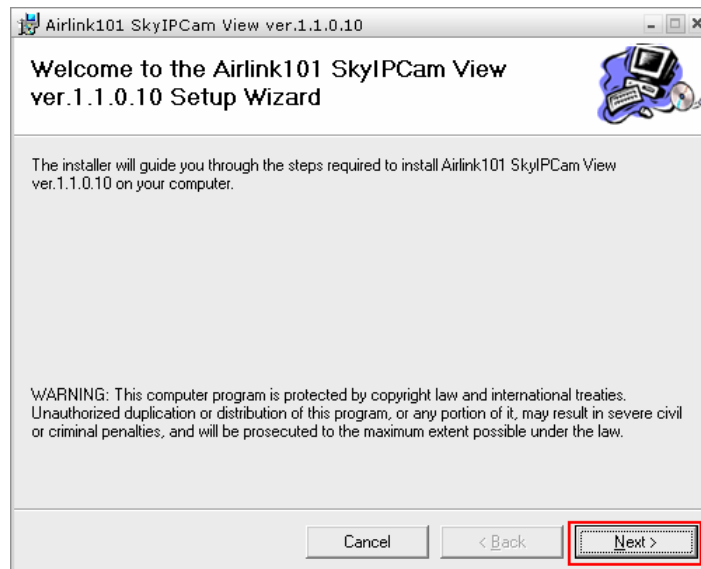 Airlink101 SkyIPCam View ver.1.1.0.10
Welcome to the Airlink101 SkyIPCam View
ver.1.1.0.10 Setup Wizard
The installer will guide you through the steps required to install Airlink101 SkyIPCam View
ver.1.1.0.10 on your computer.
WARNING: This computer program is protected by copyright law and international treaties.
Unauthorized duplication or distribution of this program, or any portion of it, may result in severe civil
or criminal penalties, and will be prosecuted to the maximum extent possible under the law.
Cancel
< Back
Next >